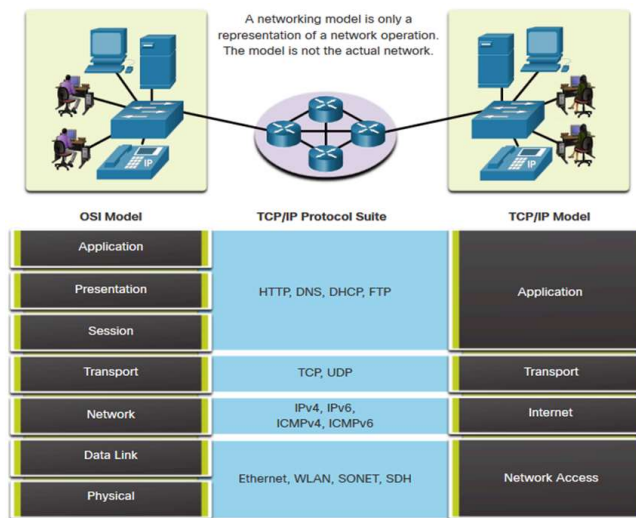 A networking model is only a
representation of a network operation.
The model is not the actual network.
IP
IP
OSI Model
TCP/IP Protocol Suite
TCP/IP Model
Application
Presentation
Session
HTTP, DNS, DHCP, FTP
Application
Transport
TCP, UDP
Transport
Network
IPv4, IPv6,
ICMPv4, ICMPv6
Internet
Data Link
Physical
Ethernet, WLAN, SONET, SDH
Network Access